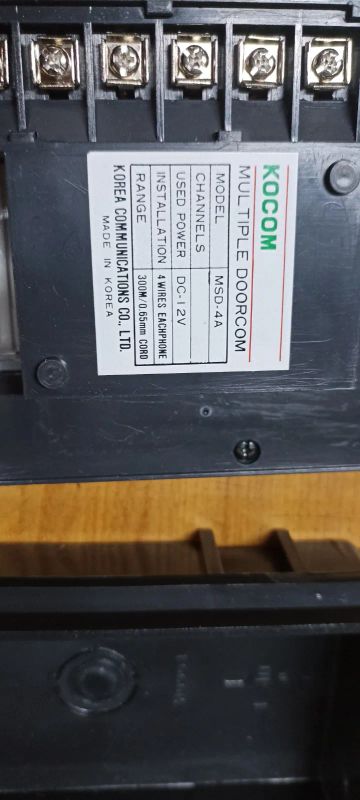 KOCOM
MULTIPLE DOORCOM
MODEL MSD-4A
CHANNELS
USED POWER DC-12V
INSTALLATION 4 WIRES EACHPHONE
RANGE 300M/0.65mm CORD
KOREA COMMUNICATIONS CO., LTD.
MADE IN KOREA